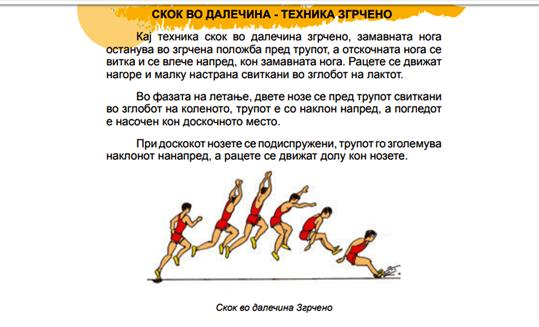 СКОК ВО ДАЛЕЧИНА - ТЕХНИКА ЗГРЧЕНО
Кај техника скок во далечина згрчено, замавната нога
останува во згрчена положба пред трупот, а отскочната нога се
витка и се влече напред, кон замавната нога. Рацете се движат
нагоре и малку настрана свиткани во зглобот на лактот.
Во фазата на летање, двете нозе се пред трупот свиткани
во зглобот на коленото, трупот е со наклон напред, а погледот
е насочен кон доскочното место.
При доскокот нозете се подиспружени, трупот го зголемува
наклонот нанапред, а рацете се движат долу кон нозете.
Скок во далечина Згрчено